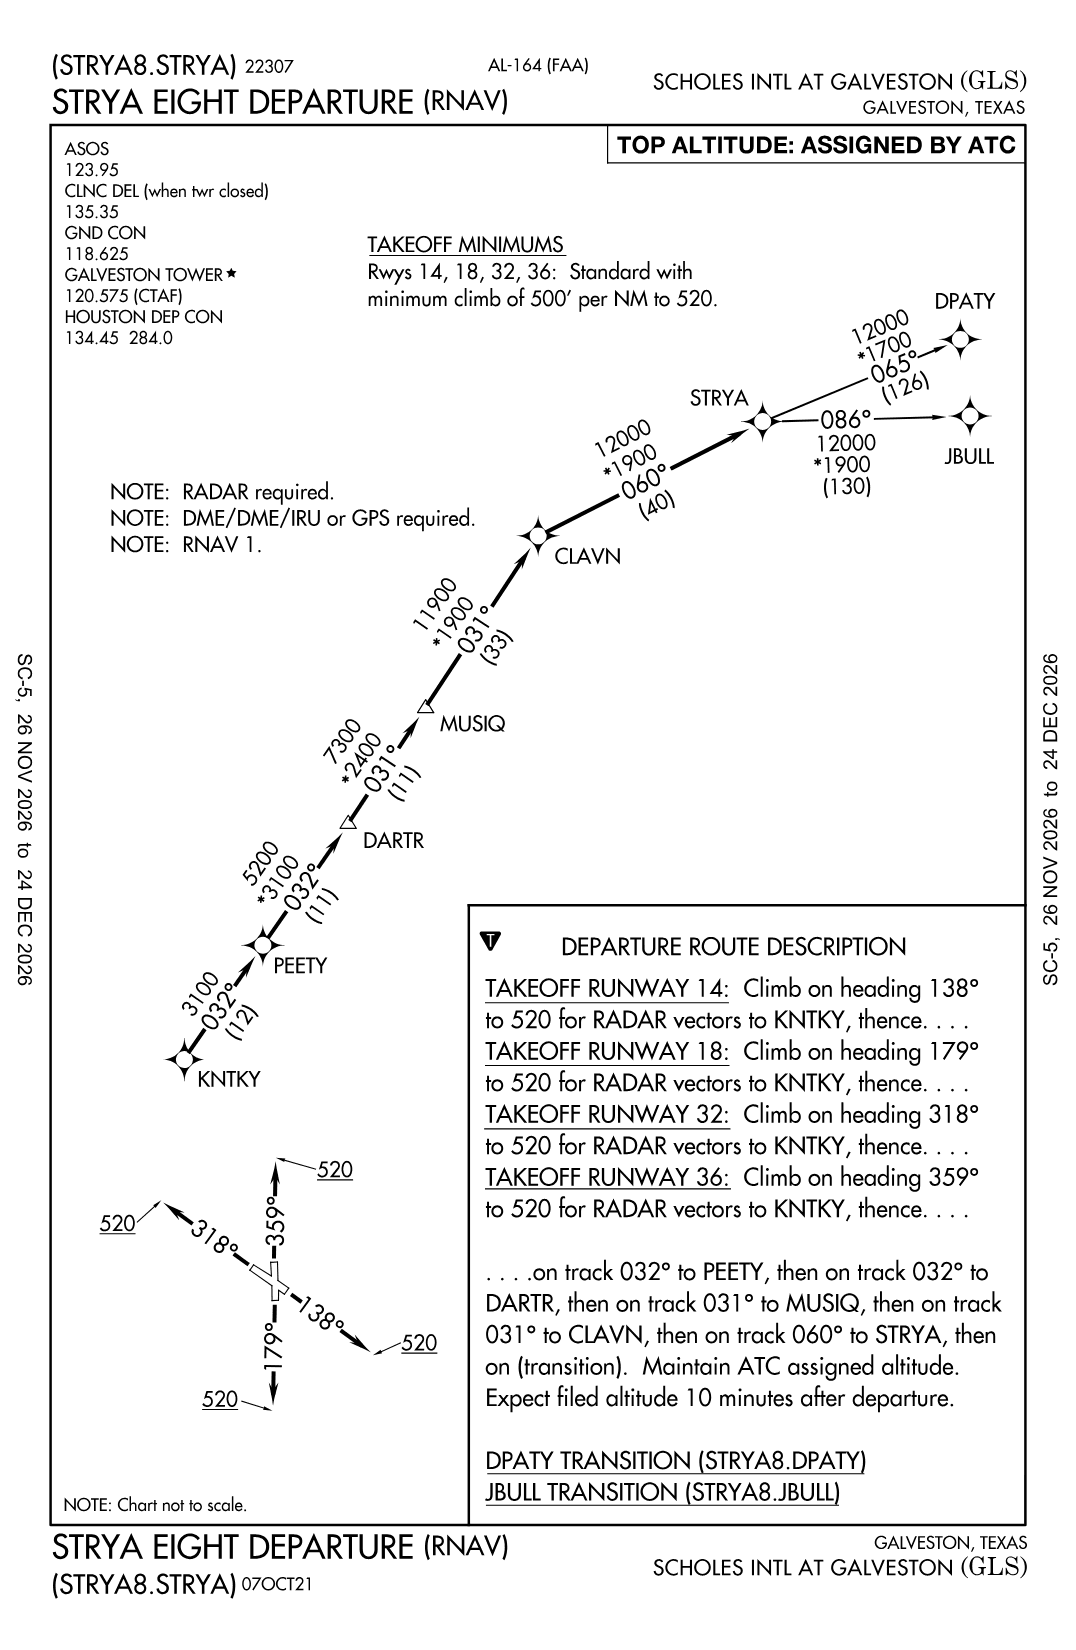 (STRYA8.STRYA) 22307
AL-164 (FAA)
SCHOLES INTL AT GALVESTON (GLS)
STRYA EIGHT DEPARTURE (RNAV)
GALVESTON, TEXAS
TOP ALTITUDE: ASSIGNED BY ATC
ASOS
123.95
CLNC DEL (when twr closed)
135.35
GND CON
118.625
GALVESTON TOWER★
120.575 (CTAF)
HOUSTON DEP CON
134.45 284.0
TAKEOFF MINIMUMS
Rwys 14, 18, 32, 36: Standard with
minimum climb of 500' per NM to 520.
DPATY
12000
*1700
065°
(126)
STRYA
086°
12000
*1900
(130)
JBULL
12000
*1900
060°
(40)
NOTE: RADAR required.
NOTE: DME/DME/IRU or GPS required.
NOTE: RNAV 1.
CLAVN
11900
*1900
031°
(33)
MUSIQ
7300
*2400
031°
(11)
DARTR
5200
*3100
032°
(11)
PEETY
3100
032°
(12)
KNTKY
SC-5, 26 NOV 2026 to 24 DEC 2026
SC-5, 26 NOV 2026 to 24 DEC 2026
520
359°
520
318°
138°
520
179°
520
NOTE: Chart not to scale.
T
DEPARTURE ROUTE DESCRIPTION
TAKEOFF RUNWAY 14: Climb on heading 138°
to 520 for RADAR vectors to KNTKY, thence. . . .
TAKEOFF RUNWAY 18: Climb on heading 179°
to 520 for RADAR vectors to KNTKY, thence. . . .
TAKEOFF RUNWAY 32: Climb on heading 318°
to 520 for RADAR vectors to KNTKY, thence. . . .
TAKEOFF RUNWAY 36: Climb on heading 359°
to 520 for RADAR vectors to KNTKY, thence. . . .
. . . .on track 032° to PEETY, then on track 032° to
DARTR, then on track 031° to MUSIQ, then on track
031° to CLAVN, then on track 060° to STRYA, then
on (transition). Maintain ATC assigned altitude.
Expect filed altitude 10 minutes after departure.
DPATY TRANSITION (STRYA8.DPATY)
JBULL TRANSITION (STRYA8.JBULL)
STRYA EIGHT DEPARTURE (RNAV)
GALVESTON, TEXAS
(STRYA8.STRYA) 07OCT21
SCHOLES INTL AT GALVESTON (GLS)